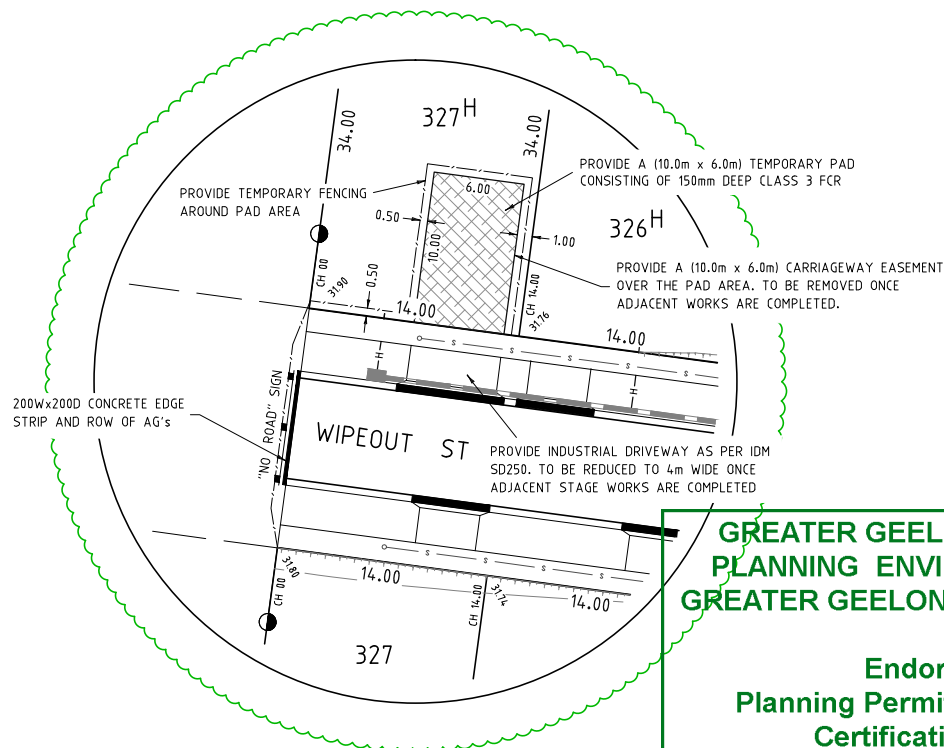 327H
34.00
34.00
PROVIDE A (10.0m x 6.0m) TEMPORARY PAD
CONSISTING OF 150mm DEEP CLASS 3 FCR
PROVIDE TEMPORARY FENCING
AROUND PAD AREA
6.00
0.50
10.00
1.00
326H
PROVIDE A (10.0m x 6.0m) CARRIAGEWAY EASEMENT
OVER THE PAD AREA. TO BE REMOVED ONCE
ADJACENT WORKS ARE COMPLETED.
CH 00
31.90
0.50
14.00
CH 14.00
31.76
14.00
S
S
S
S
H
H
200Wx200D CONCRETE EDGE
STRIP AND ROW OF AG's
"NO ROAD" SIGN
WIPEOUT ST
PROVIDE INDUSTRIAL DRIVEWAY AS PER IDM
SD250. TO BE REDUCED TO 4m WIDE ONCE
ADJACENT STAGE WORKS ARE COMPLETED
S
S
S
S
CH 00
31.80
14.00
CH 14.00
31.74
14.00
327
GREATER GEEL
PLANNING ENVI
GREATER GEELON
Endor
Planning Permi
Certificati